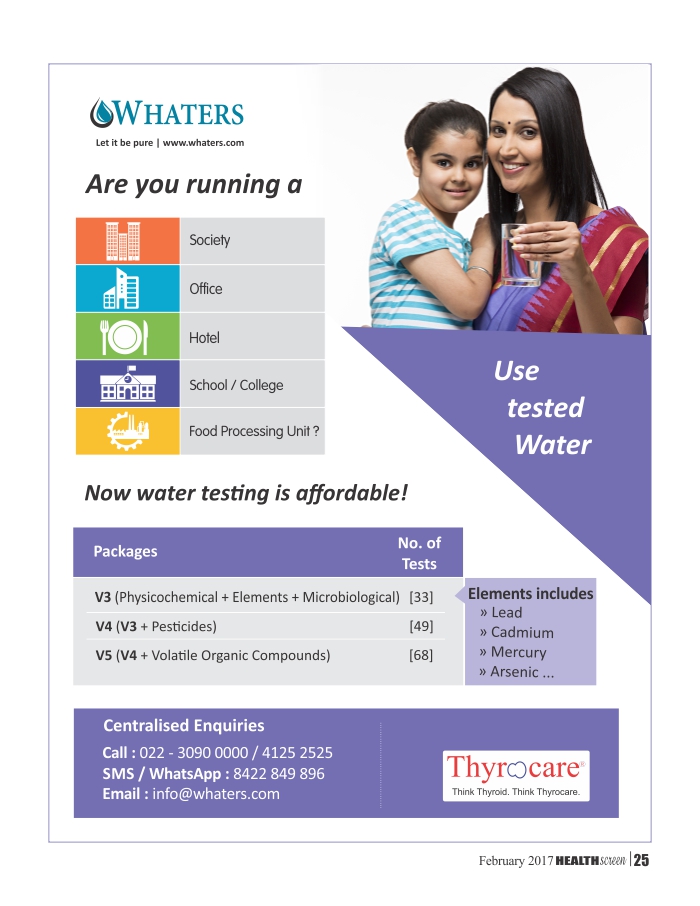 WHATERS
Let it be pure | www.whaters.com
Are you running a
Society
Office
Hotel
School / College
Food Processing Unit ?
Use
tested
Water
Now water testing is affordable!
Packages
No. of
Tests
V3 (Physicochemical + Elements + Microbiological) [33]
V4 (V3 + Pesticides) [49]
V5 (V4 + Volatile Organic Compounds) [68]
Elements includes
» Lead
» Cadmium
» Mercury
» Arsenic ...
Centralised Enquiries
Call : 022 - 3090 0000 / 4125 2525
SMS / WhatsApp : 8422 849 896
Email : info@whaters.com
Thyrocare®
Think Thyroid. Think Thyrocare.
February 2017 HEALTHscreen | 25